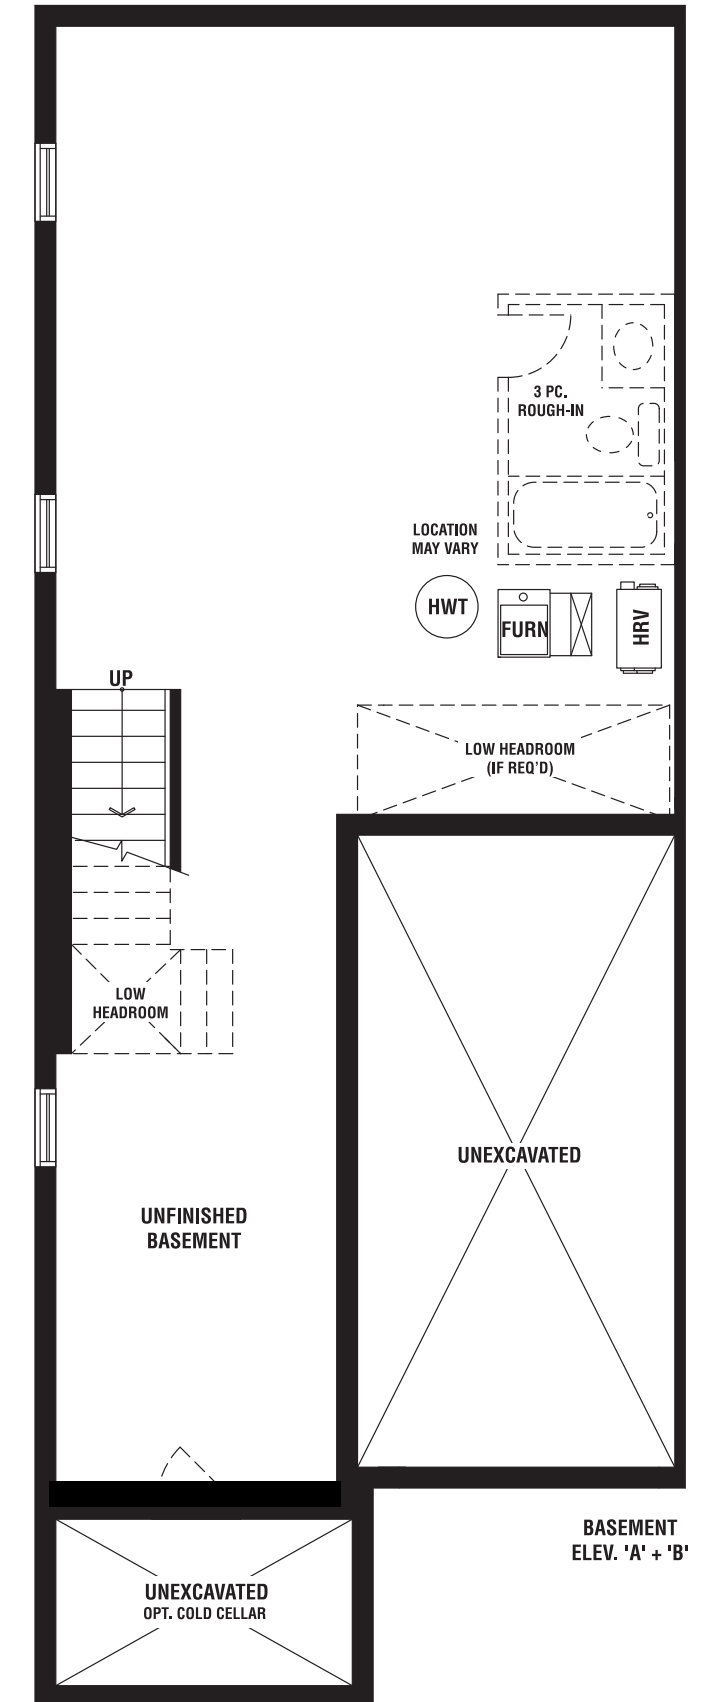 3 PC.
ROUGH-IN
LOCATION
MAY VARY
HWT
FURN
HRV
UP
LOW HEADROOM
(IF REQ'D)
LOW
HEADROOM
UNEXCAVATED
UNFINISHED
BASEMENT
BASEMENT
ELEV. 'A' + 'B'
UNEXCAVATED
OPT. COLD CELLAR